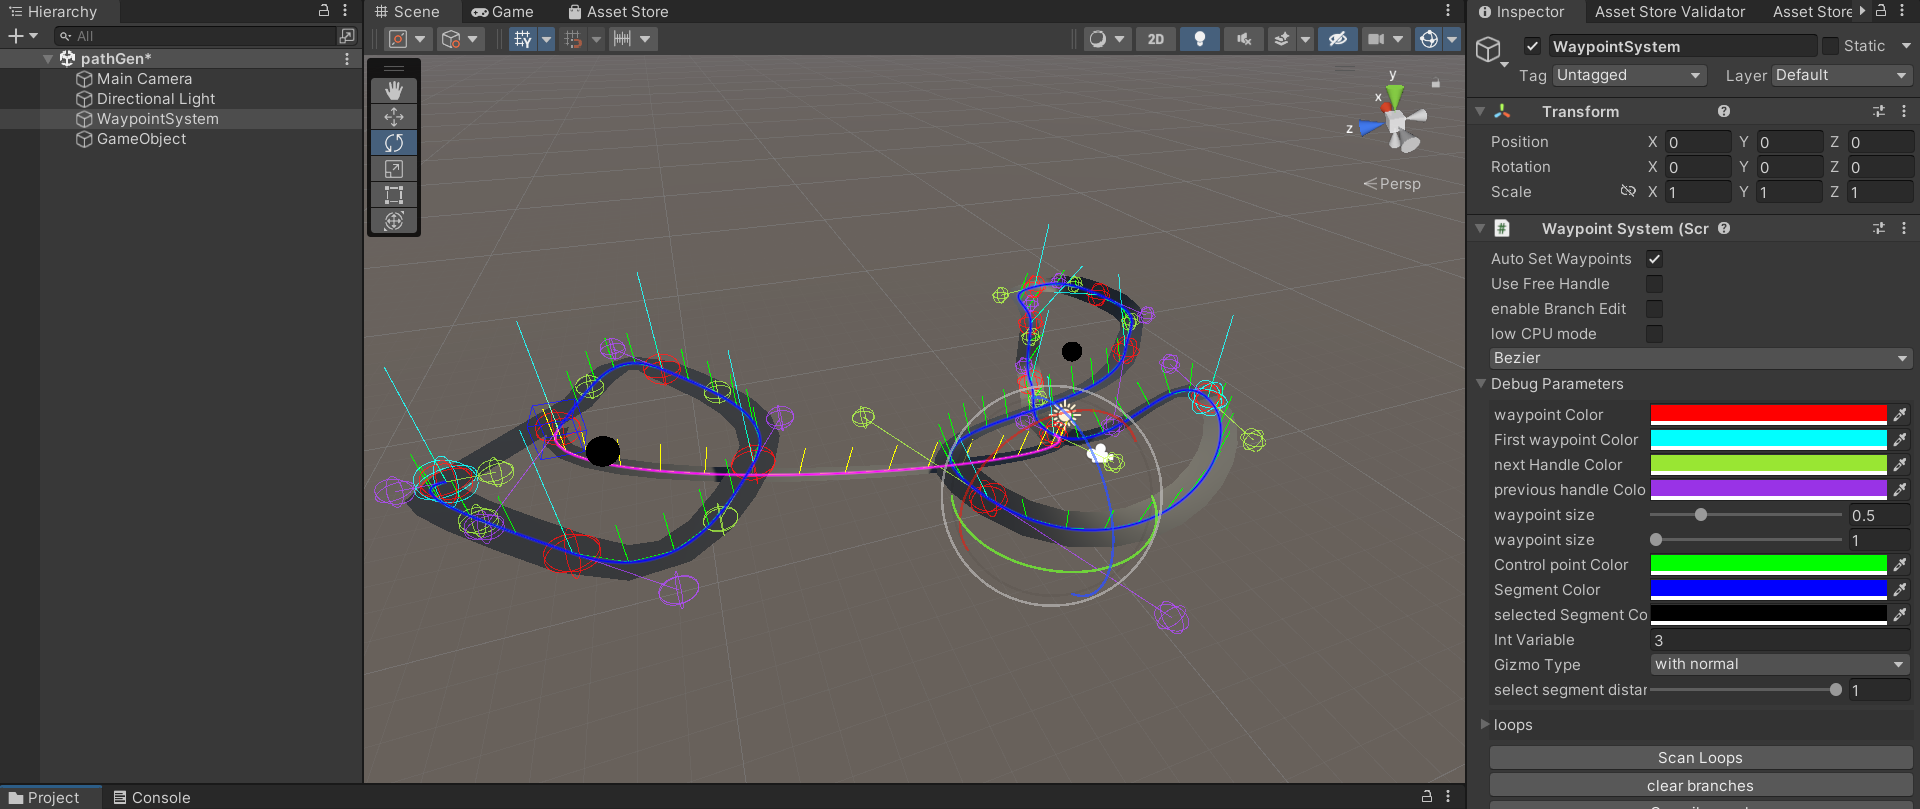 Hierarchy
All
pathGen*
Main Camera
Directional Light
WaypointSystem
GameObject
Scene
Game
Asset Store
2D
y
x
z
Persp
Inspector
Asset Store Validator
Asset Store
WaypointSystem
Static
Tag Untagged Layer Default
Transform
Position X 0 Y 0 Z 0
Rotation X 0 Y 0 Z 0
Scale X 1 Y 1 Z 1
# Waypoint System (Scr
Auto Set Waypoints
Use Free Handle
enable Branch Edit
low CPU mode
Bezier
Debug Parameters
waypoint Color
First waypoint Color
next Handle Color
previous handle Colo
waypoint size 0.5
waypoint size 1
Control point Color
Segment Color
selected Segment Co
Int Variable 3
Gizmo Type with normal
select segment distar 1
loops
Scan Loops
clear branches
Project
Console